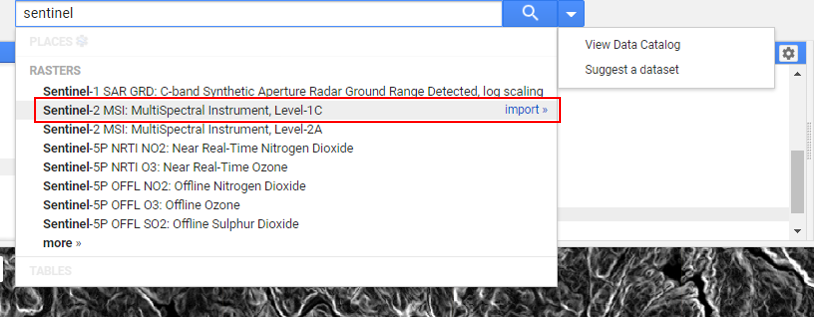 sentinel
View Data Catalog
Suggest a dataset
PLACES
RASTERS
Sentinel-1 SAR GRD: C-band Synthetic Aperture Radar Ground Range Detected, log scaling
Sentinel-2 MSI: MultiSpectral Instrument, Level-1C import »
Sentinel-2 MSI: MultiSpectral Instrument, Level-2A
Sentinel-5P NRTI NO2: Near Real-Time Nitrogen Dioxide
Sentinel-5P NRTI O3: Near Real-Time Ozone
Sentinel-5P OFFL NO2: Offline Nitrogen Dioxide
Sentinel-5P OFFL O3: Offline Ozone
Sentinel-5P OFFL SO2: Offline Sulphur Dioxide
more »
TABLES